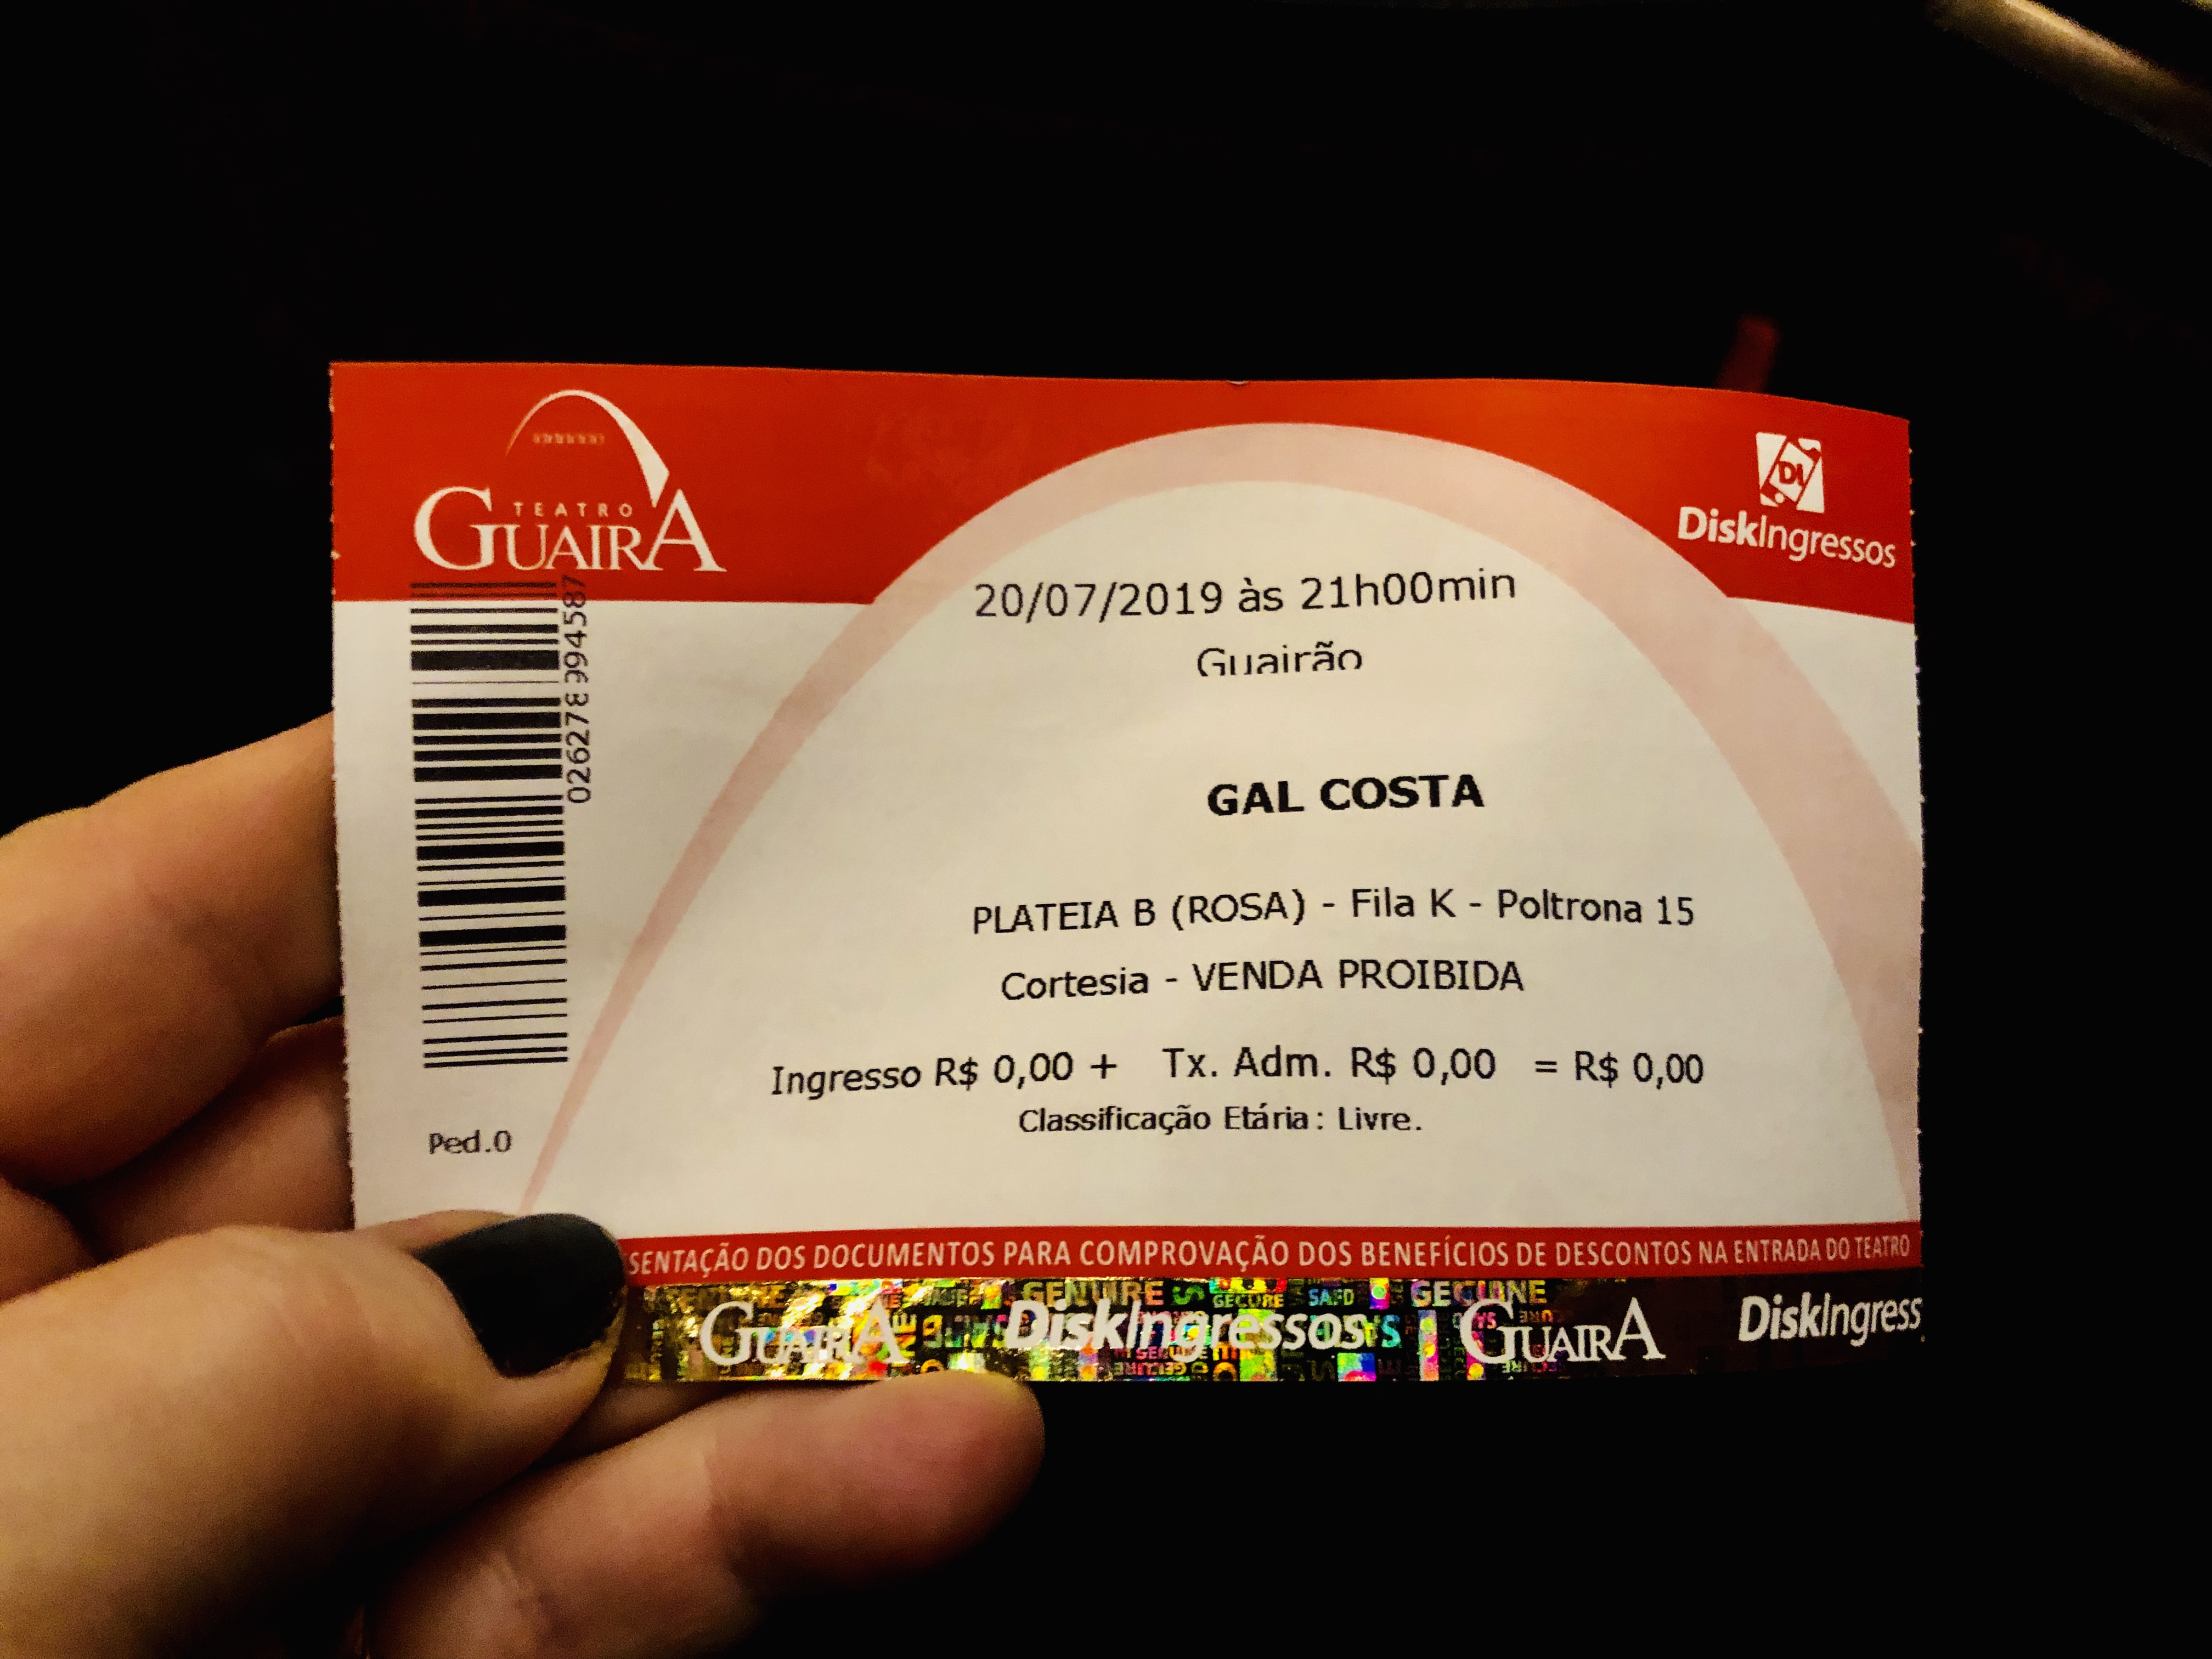 TEATRO
GUAIRA
DiskIngressos
20/07/2019 às 21h00min
Guairão
GAL COSTA
PLATEIA B (ROSA) - Fila K - Poltrona 15
Cortesia - VENDA PROIBIDA
Ingresso R$ 0,00 + Tx. Adm. R$ 0,00 = R$ 0,00
Classificação Etária: Livre.
Ped.0
SENTAÇÃO DOS DOCUMENTOS PARA COMPROVAÇÃO DOS BENEFÍCIOS DE DESCONTOS NA ENTRADA DO TEATRO
GUAIRA DiskIngressos GUAIRA DiskIngress